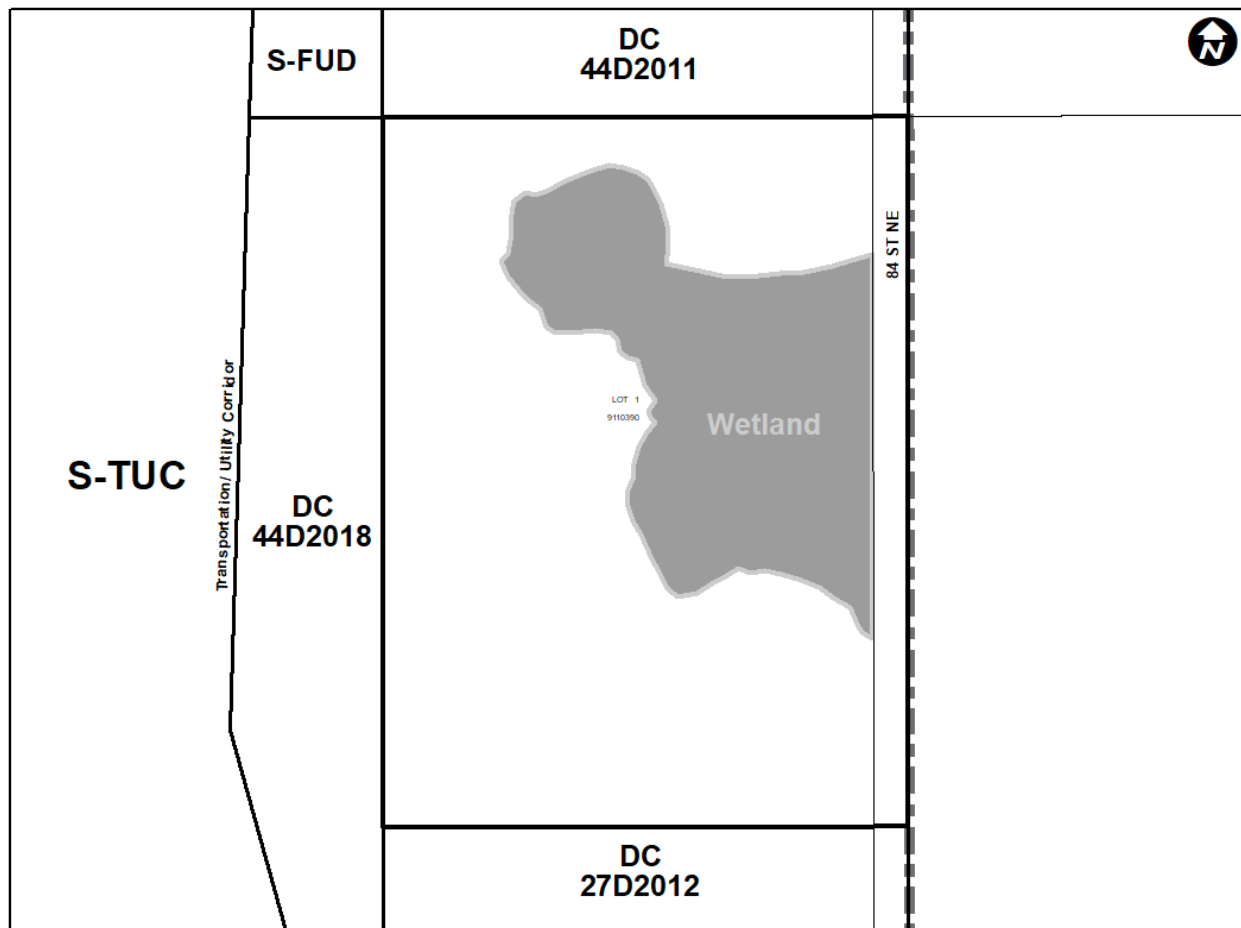 S-FUD
DC
44D2011
N
84 ST NE
Transportation/ Utility Corridor
LOT 1
9110390
Wetland
S-TUC
DC
44D2018
DC
27D2012